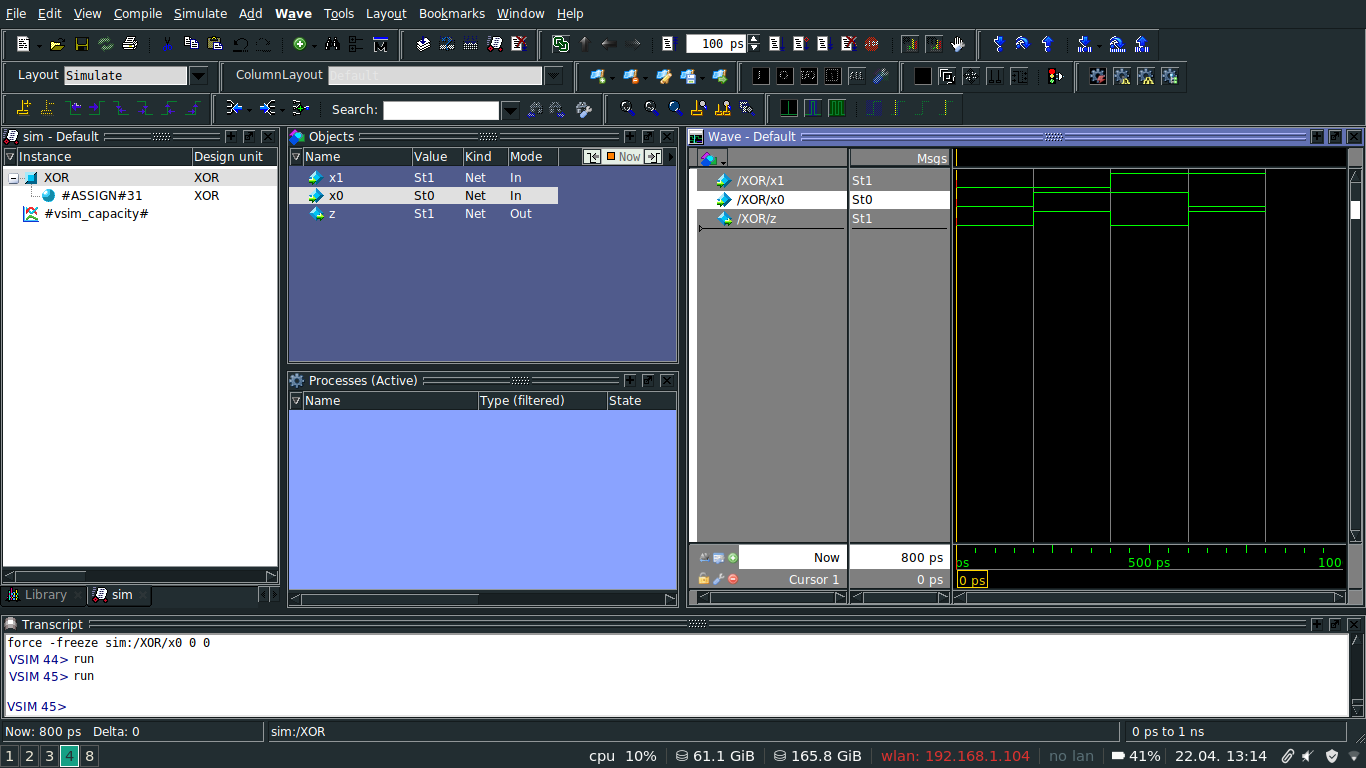 File Edit View Compile Simulate Add Wave Tools Layout Bookmarks Window Help
100 ps
Layout Simulate ColumnLayout Default
Search:
sim - Default
Instance Design unit
XOR XOR
#ASSIGN#31 XOR
#vsim_capacity#
Library sim
Objects
Name Value Kind Mode Now
x1 St1 Net In
x0 St0 Net In
z St1 Net Out
Processes (Active)
Name Type (filtered) State
Wave - Default
Msgs
/XOR/x1 St1
/XOR/x0 St0
/XOR/z St1
Now 800 ps ps 500 ps 100
Cursor 1 0 ps 0 ps
Transcript
force -freeze sim:/XOR/x0 0 0
VSIM 44> run
VSIM 45> run
VSIM 45>
Now: 800 ps Delta: 0 sim:/XOR 0 ps to 1 ns
1 2 3 4 8 cpu 10% 61.1 GiB 165.8 GiB wlan: 192.168.1.104 no lan 41% 22.04. 13:14